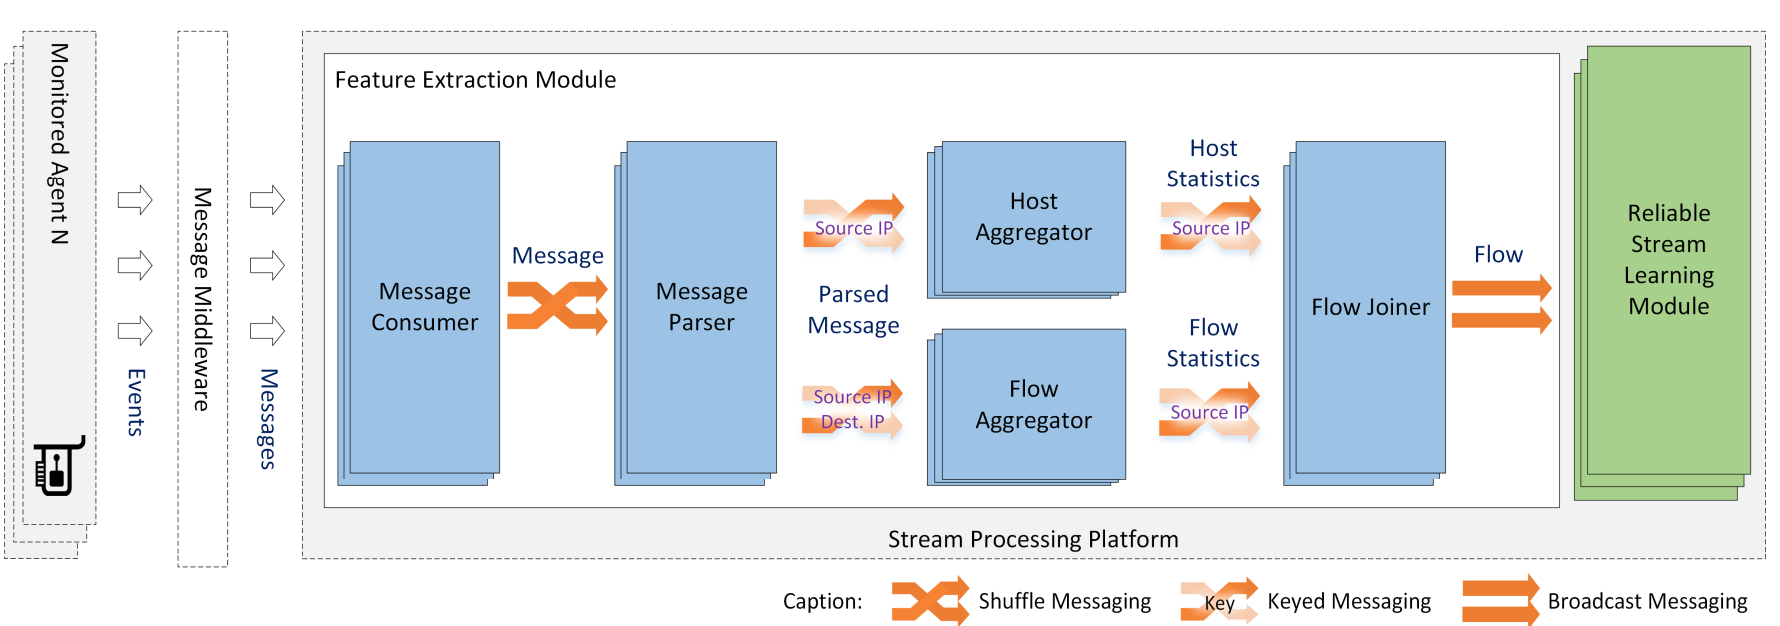 Monitored Agent N
Events
Message Middleware
Messages
Feature Extraction Module
Message
Consumer
Message
Message
Parser
Source IP
Parsed
Message
Source IP
Dest. IP
Host
Aggregator
Flow
Aggregator
Host
Statistics
Source IP
Flow
Statistics
Source IP
Flow Joiner
Flow
Reliable
Stream
Learning
Module
Stream Processing Platform
Caption:
Shuffle Messaging
Key
Keyed Messaging
Broadcast Messaging